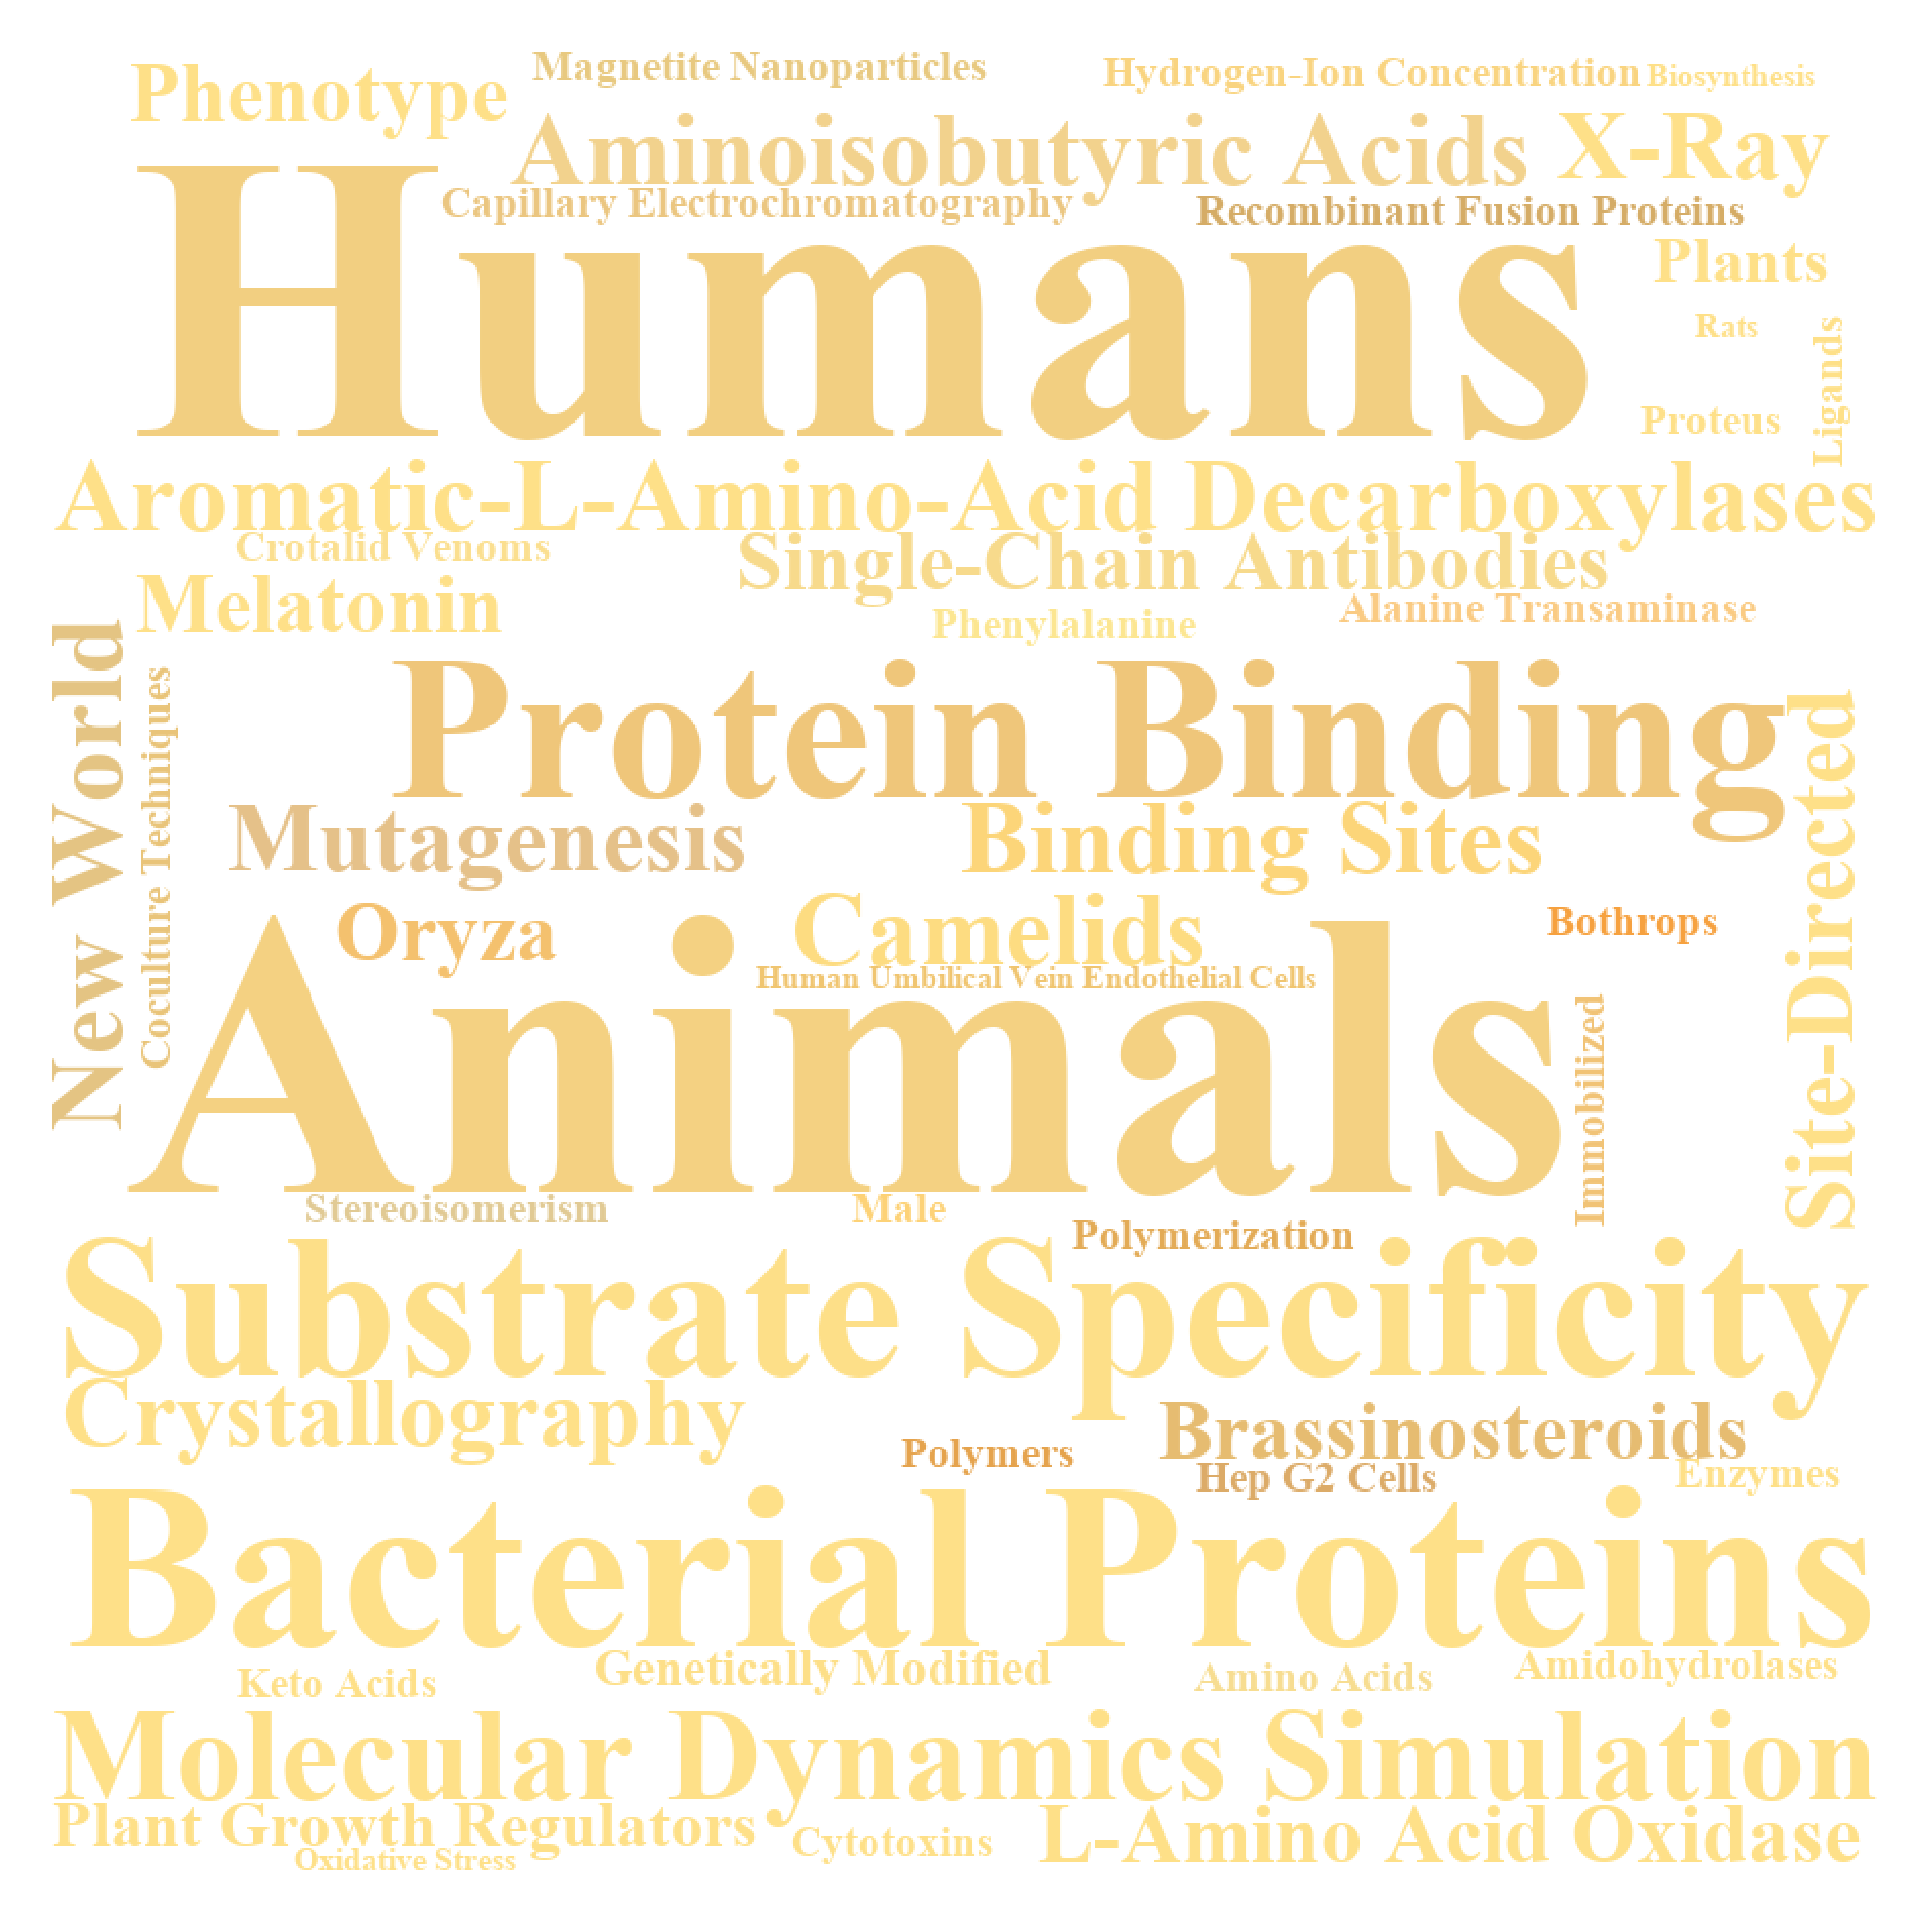 Magnetite Nanoparticles
Hydrogen-Ion Concentration
Biosynthesis
Phenotype
Aminoisobutyric Acids
X-Ray
Capillary Electrochromatography
Recombinant Fusion Proteins
Humans
Plants
Rats
Ligands
Proteus
Aromatic-L-Amino-Acid Decarboxylases
Crotalid Venoms
Single-Chain Antibodies
Melatonin
Phenylalanine
Alanine Transaminase
New World
Coculture Techniques
Protein Binding
Site-Directed
Mutagenesis
Binding Sites
Oryza
Camelids
Bothrops
Human Umbilical Vein Endothelial Cells
Animals
Immobilized
Stereoisomerism
Male
Polymerization
Substrate Specificity
Crystallography
Brassinosteroids
Polymers
Hep G2 Cells
Enzymes
Bacterial Proteins
Keto Acids
Genetically Modified
Amino Acids
Amidohydrolases
Molecular Dynamics Simulation
Plant Growth Regulators
Cytotoxins
L-Amino Acid Oxidase
Oxidative Stress